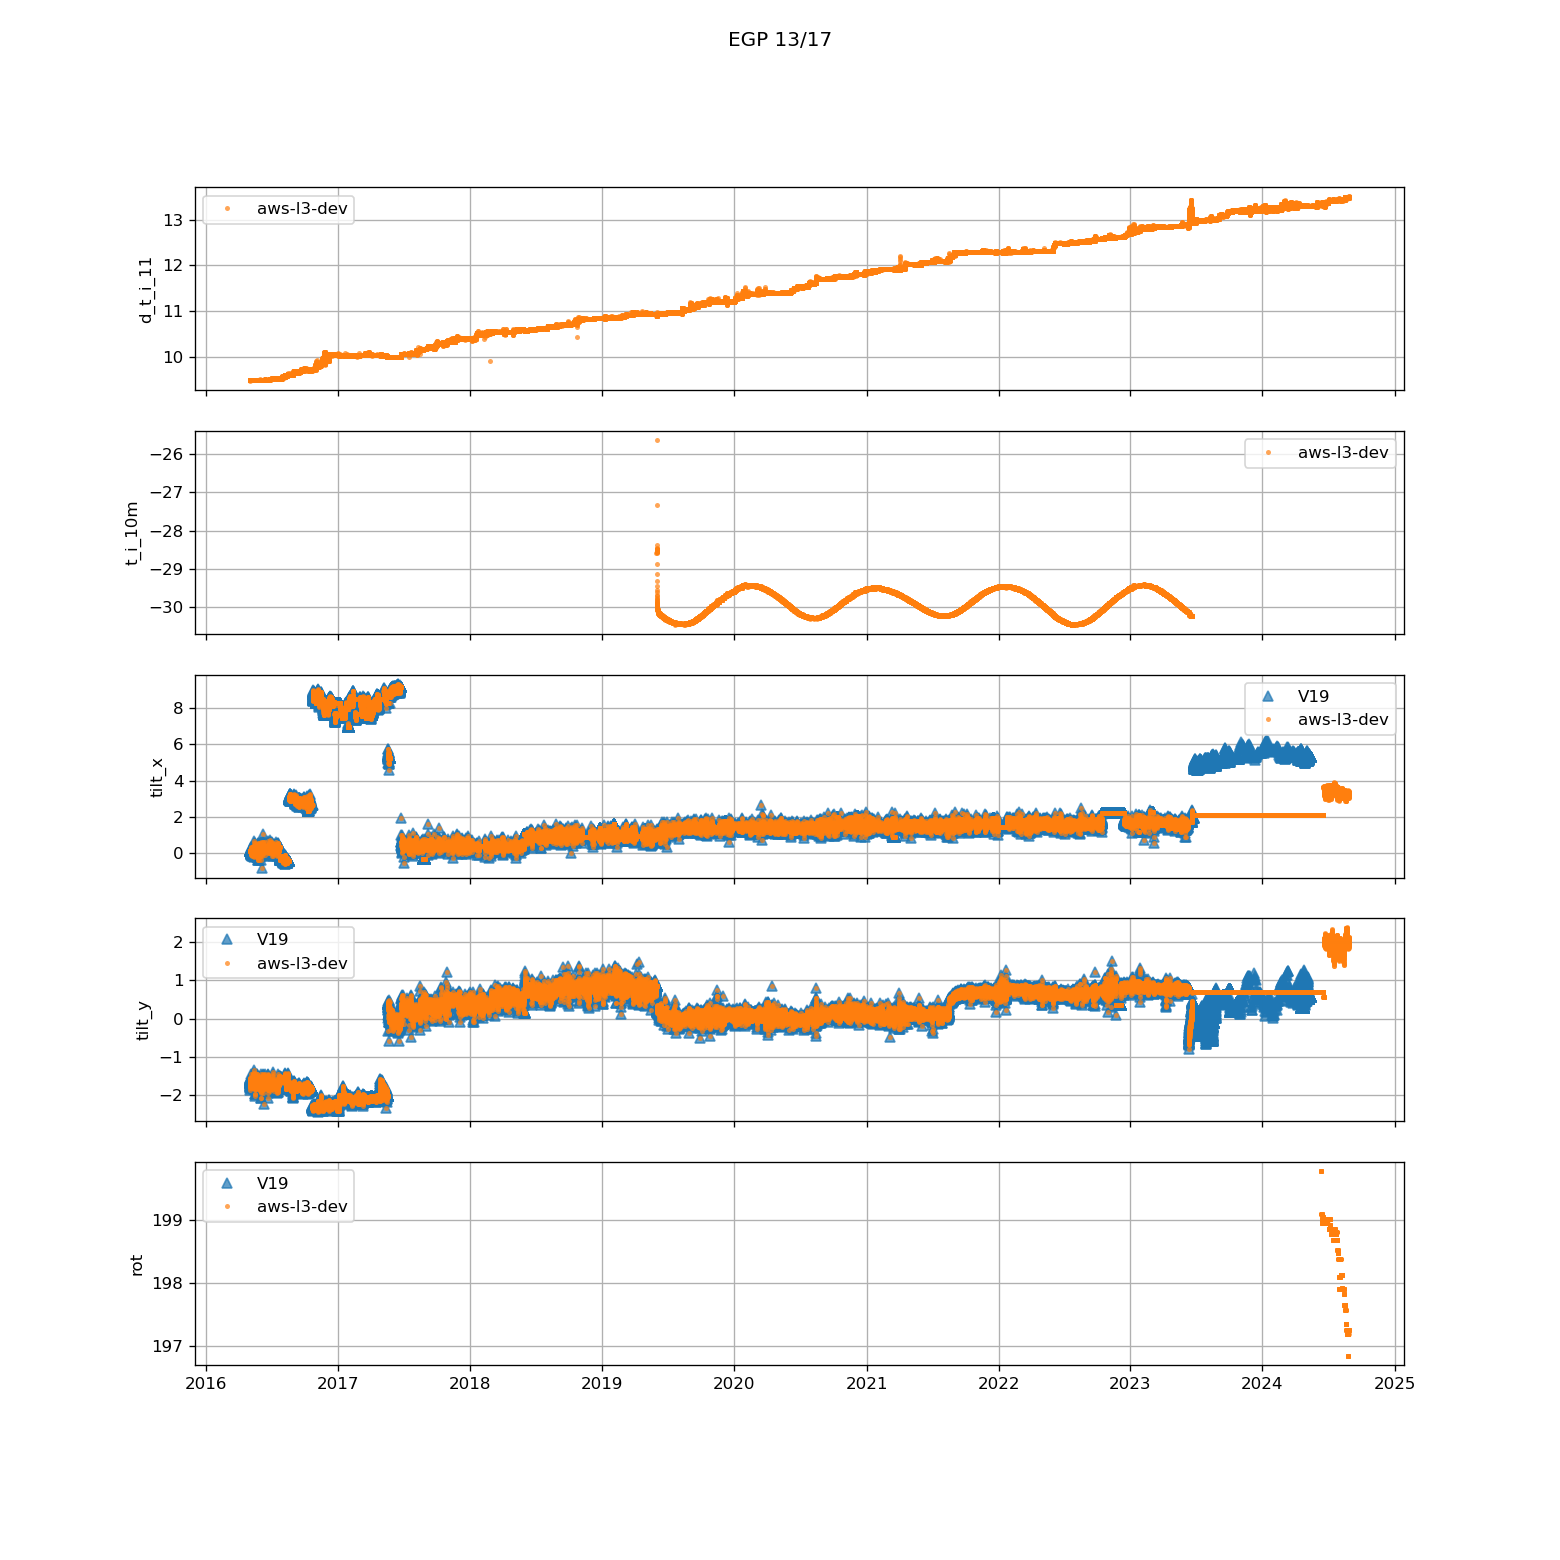 EGP 13/17
d_t_i_11
13
12
11
10
aws-l3-dev
t_i_10m
−26
−27
−28
−29
−30
aws-l3-dev
tilt_x
8
6
4
2
0
V19
aws-l3-dev
tilt_y
2
1
0
−1
−2
V19
aws-l3-dev
rot
199
198
197
V19
aws-l3-dev
2016 2017 2018 2019 2020 2021 2022 2023 2024 2025